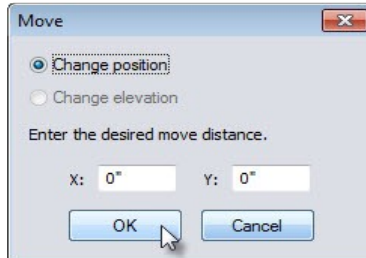 Move
Change position
Change elevation
Enter the desired move distance.
X: 0" Y: 0"
OK Cancel